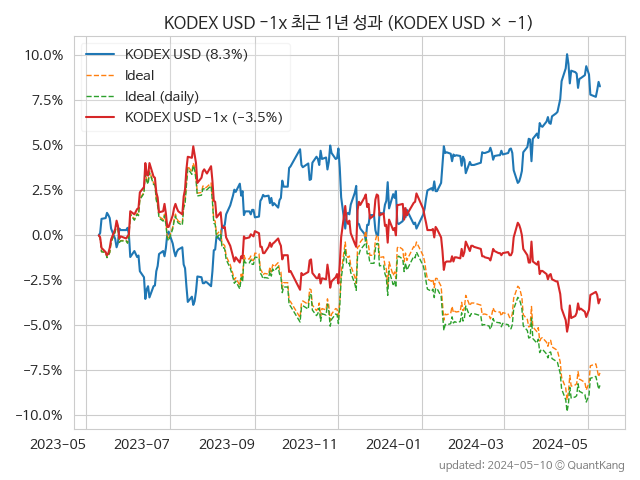 KODEX USD −1x 최근 1년 성과 (KODEX USD × −1)
10.0%
7.5%
5.0%
2.5%
0.0%
−2.5%
−5.0%
−7.5%
−10.0%
KODEX USD (8.3%)
Ideal
Ideal (daily)
KODEX USD −1x (−3.5%)
2023−05 2023−07 2023−09 2023−11 2024−01 2024−03 2024−05
updated: 2024-05-10 ⓒ QuantKang